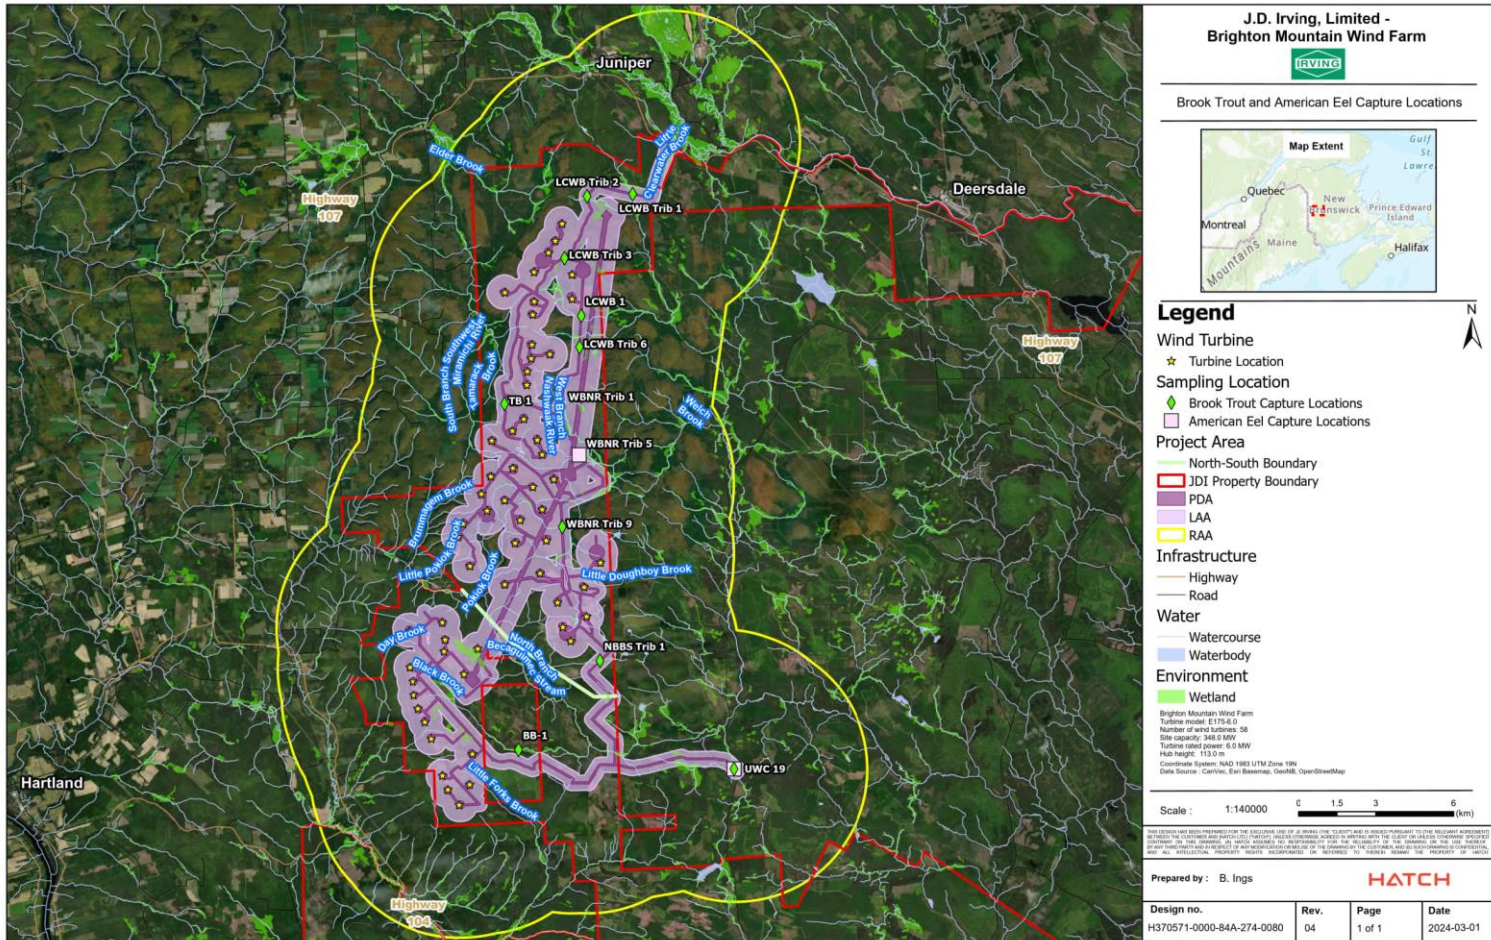 Juniper
Elder Brook
Little
Clearwater Brook
Highway
107
LCWB Trib 2
LCWB Trib 1
Deersdale
LCWB Trib 3
LCWB 1
South Branch Southwest
Miramichi River
Tamarack
Brook
LCWB Trib 6
Highway
107
TB 1
West Branch
Nashwaak River
WBNR Trib 1
Welch
Brook
WBNR Trib 5
Brummagem Brook
WBNR Trib 9
Little Pokiok Brook
Pokiok Brook
Little Doughboy Brook
Day Brook
North Branch
Becaguimec Stream
NBBS Trib 1
Black Brook
BB-1
UWC 19
Little Forks Brook
Hartland
Highway
104
J.D. Irving, Limited -
Brighton Mountain Wind Farm
IRVING
Brook Trout and American Eel Capture Locations
Map Extent
Gulf
St.
Lawre
Quebec
New
Brunswick
Prince Edward
Island
Montreal
Maine
Halifax
Mountains
Legend
N
Wind Turbine
Turbine Location
Sampling Location
Brook Trout Capture Locations
American Eel Capture Locations
Project Area
North-South Boundary
JDI Property Boundary
PDA
LAA
RAA
Infrastructure
Highway
Road
Water
Watercourse
Waterbody
Environment
Wetland
Brighton Mountain Wind Farm
Turbine model: E175-6.0
Number of wind turbines: 58
Site capacity: 348.0 MW
Turbine rated power: 6.0 MW
Hub height: 113.0 m
Coordinate System: NAD 1983 UTM Zone 19N
Data Source : CanVec, Esri Basemap, GeoNB, OpenStreetMap
Scale : 1:140000
0 1.5 3 6
(km)
Prepared by : B. Ings
HATCH
Design no. Rev. Page Date
H370571-0000-84A-274-0080 04 1 of 1 2024-03-01